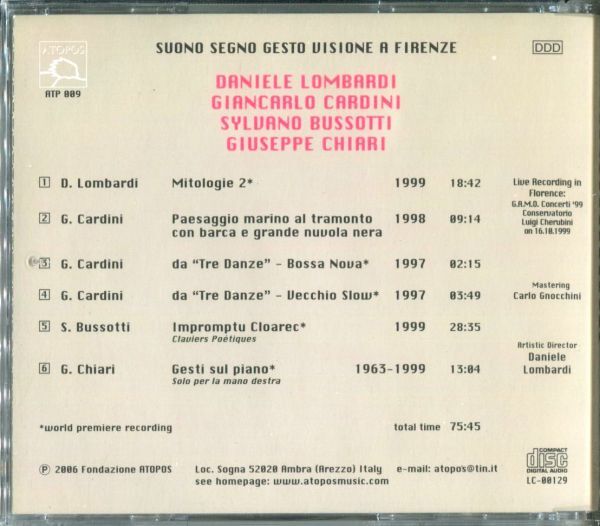 SUONO SEGNO GESTO VISIONE A FIRENZE
DDD
ATOPOS
ATP 009
DANIELE LOMBARDI
GIANCARLO CARDINI
SYLVANO BUSSOTTI
GIUSEPPE CHIARI
1 D. Lombardi Mitologie 2* 1999 18:42
2 G. Cardini Paesaggio marino al tramonto 1998 09:14
con barca e grande nuvola nera
3 G. Cardini da "Tre Danze" - Bossa Nova* 1997 02:15
4 G. Cardini da "Tre Danze" - Vecchio Slow* 1997 03:49
5 S. Bussotti Impromptu Cloarec* 1999 28:35
Claviers Poétiques
6 G. Chiari Gesti sul piano* 1963-1999 13:04
Solo per la mano destra
Live Recording in
Florence:
G.A.M.O. Concerti '99
Conservatorio
Luigi Cherubini
on 16.10.1999
Mastering
Carlo Gnocchini
Artistic Director
Daniele
Lombardi
*world premiere recording total time 75:45
COMPACT
disc
DIGITAL AUDIO
LC-00129
℗ 2006 Fondazione ATOPOS Loc. Sogna 52020 Ambra (Arezzo) Italy e-mail: atopos@tin.it
see homepage: www.atoposmusic.com